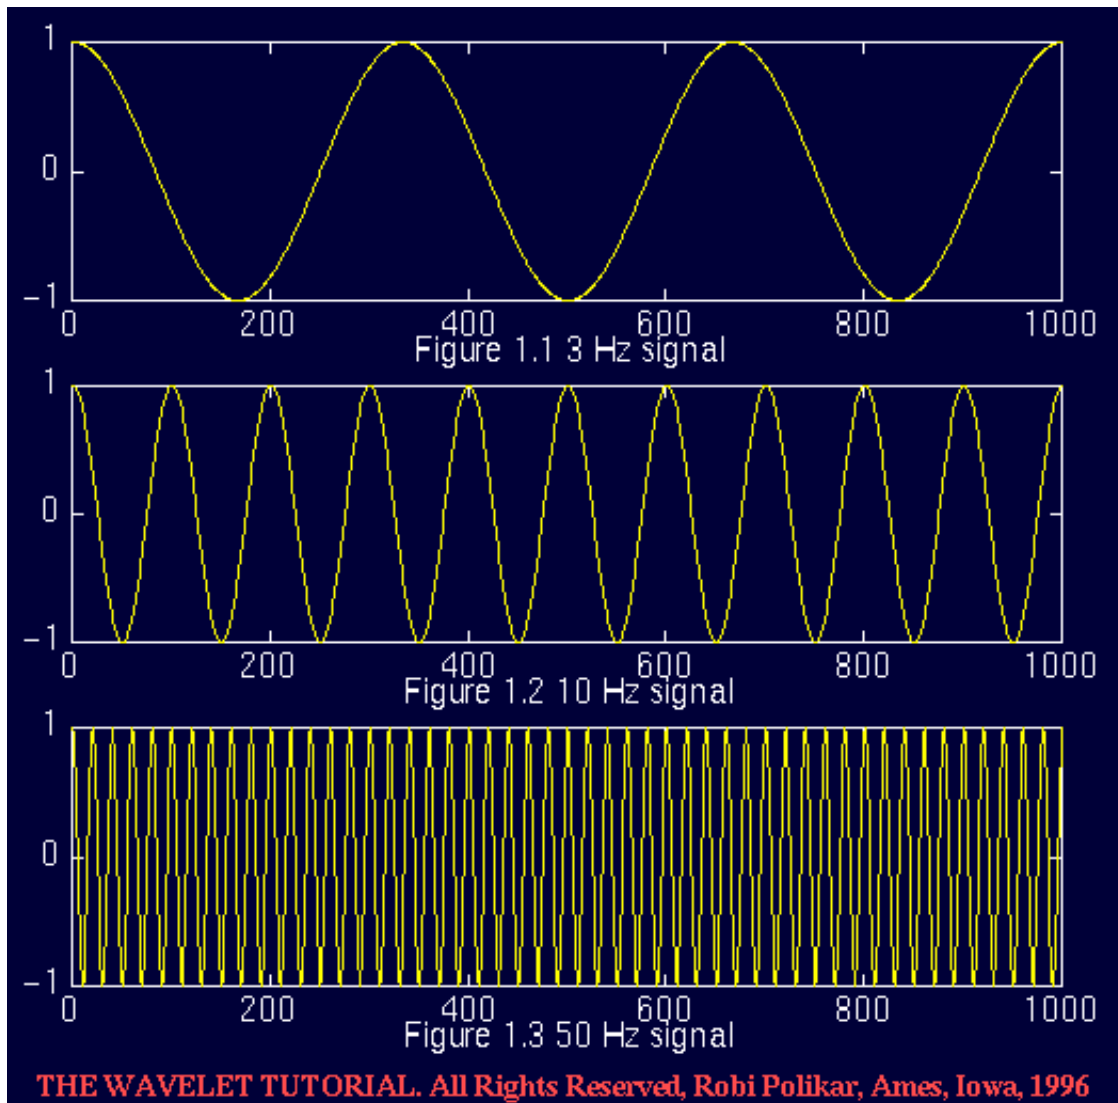 1
0
−1
0 200 400 600 800 1000
Figure 1.1 3 Hz signal
1
0
−1
0 200 400 600 800 1000
Figure 1.2 10 Hz signal
1
0
−1
0 200 400 600 800 1000
Figure 1.3 50 Hz signal
THE WAVELET TUTORIAL. All Rights Reserved, Robi Polikar, Ames, Iowa, 1996